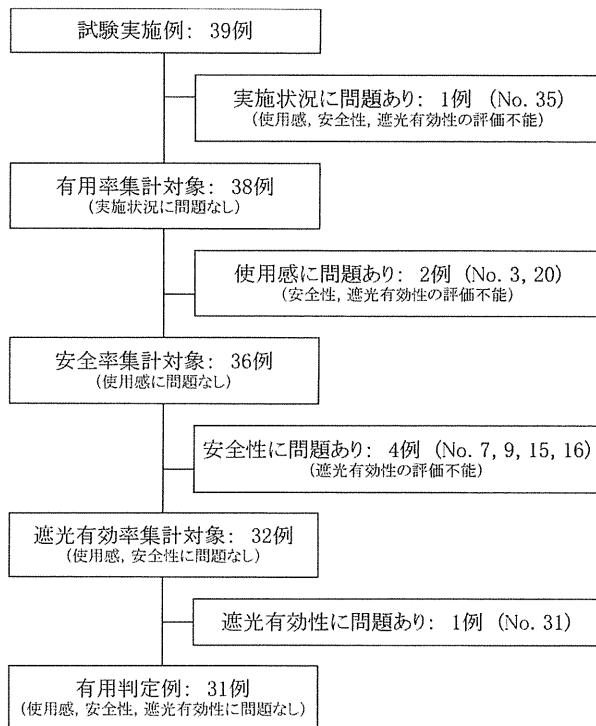 試験実施例: 39例
実施状況に問題あり: 1例 (No. 35)
(使用感, 安全性, 遮光有効性の評価不能)
有用率集計対象: 38例
(実施状況に問題なし)
使用感に問題あり: 2例 (No. 3, 20)
(安全性, 遮光有効性の評価不能)
安全率集計対象: 36例
(使用感に問題なし)
安全性に問題あり: 4例 (No. 7, 9, 15, 16)
(遮光有効性の評価不能)
遮光有効率集計対象: 32例
(使用感, 安全性に問題なし)
遮光有効性に問題あり: 1例 (No. 31)
有用判定例: 31例
(使用感, 安全性, 遮光有効性に問題なし)